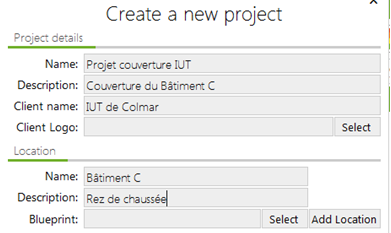 Create a new project
Project details
Name: Projet couverture IUT
Description: Couverture du Bâtiment C
Client name: IUT de Colmar
Client Logo: Select
Location
Name: Bâtiment C
Description: Rez de chaussée
Blueprint: Select Add Location